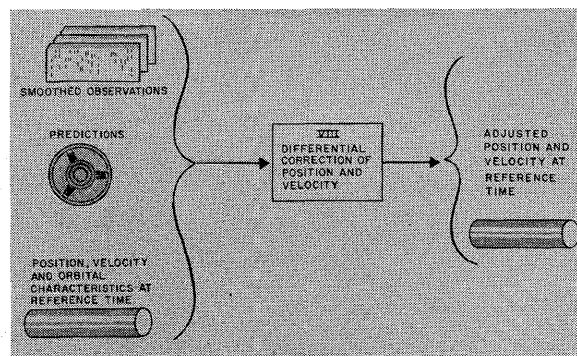 SMOOTHED OBSERVATIONS
PREDICTIONS
POSITION, VELOCITY
AND ORBITAL
CHARACTERISTICS AT
REFERENCE TIME
VIII
DIFFERENTIAL
CORRECTION OF
POSITION AND
VELOCITY
ADJUSTED
POSITION AND
VELOCITY AT
REFERENCE
TIME